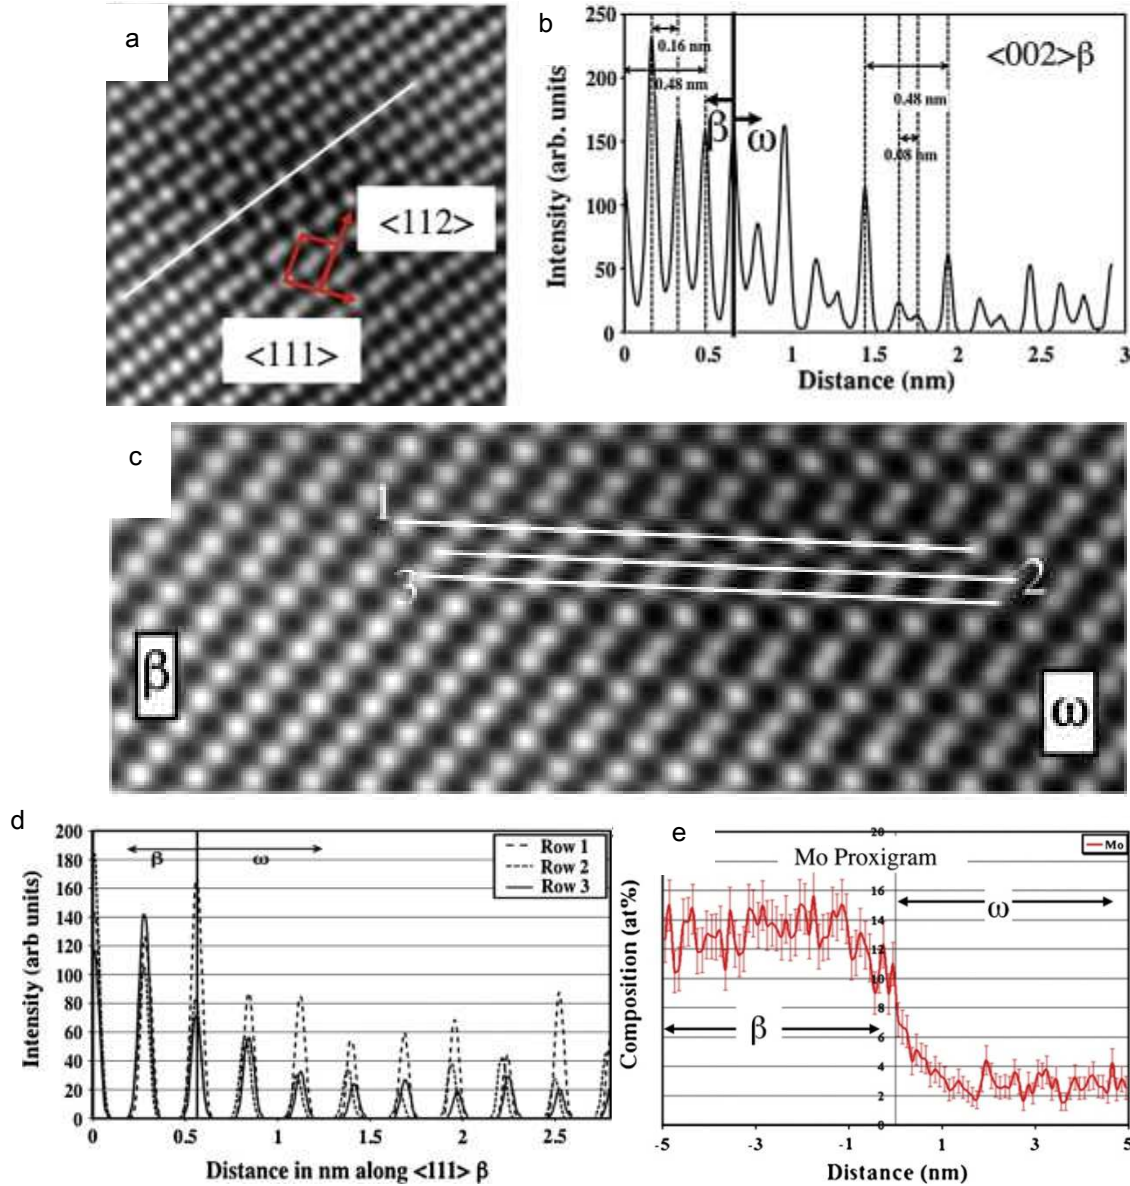 a
<112>
<111>
b
250
200
150
100
50
0
Intensity (arb. units
<002>β
0.16 nm
0.48 nm
0.48 nm
0.08 nm
β
ω
0
0.5
1
1.5
2
2.5
3
Distance (nm)
c
1
2
3
β
ω
d
200
180
160
140
120
100
80
60
40
20
0
Intensity (arb units)
β
ω
Row 1
Row 2
Row 3
0
0.5
1
1.5
2
2.5
Distance in nm along <111> β
e
20
Mo Proxigram
Mo
16
14
12
10
8
6
4
2
0
Composition (at%)
ω
β
-5
-3
-1
1
3
5
Distance (nm)